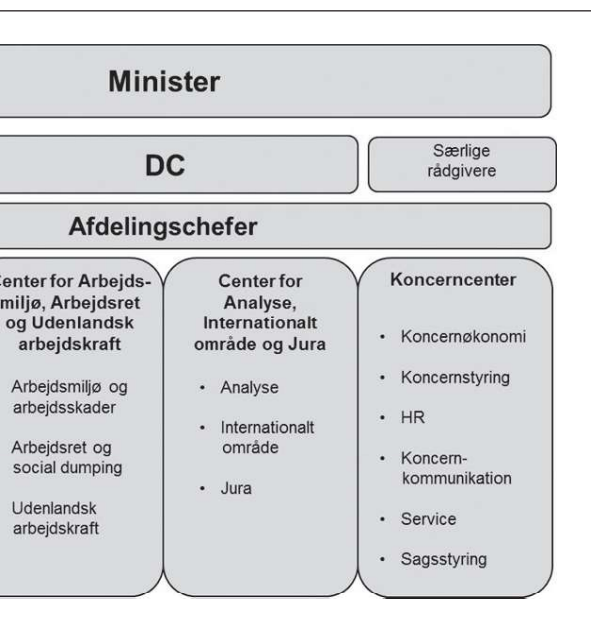 Minister
DC
Særlige
rådgivere
Afdelingschefer
Center for Arbejds-
miljø, Arbejdsret
og Udenlandsk
arbejdskraft
Arbejdsmiljø og
arbejdsskader
Arbejdsret og
social dumping
Udenlandsk
arbejdskraft
Center for
Analyse,
Internationalt
område og Jura
• Analyse
• Internationalt
område
• Jura
Koncerncenter
• Koncernøkonomi
• Koncernstyring
• HR
• Koncern-
kommunikation
• Service
• Sagsstyring